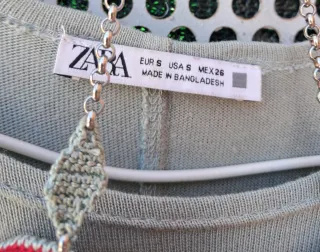 ZARA
EUR S USA S MEX 26
MADE IN BANGLADESH